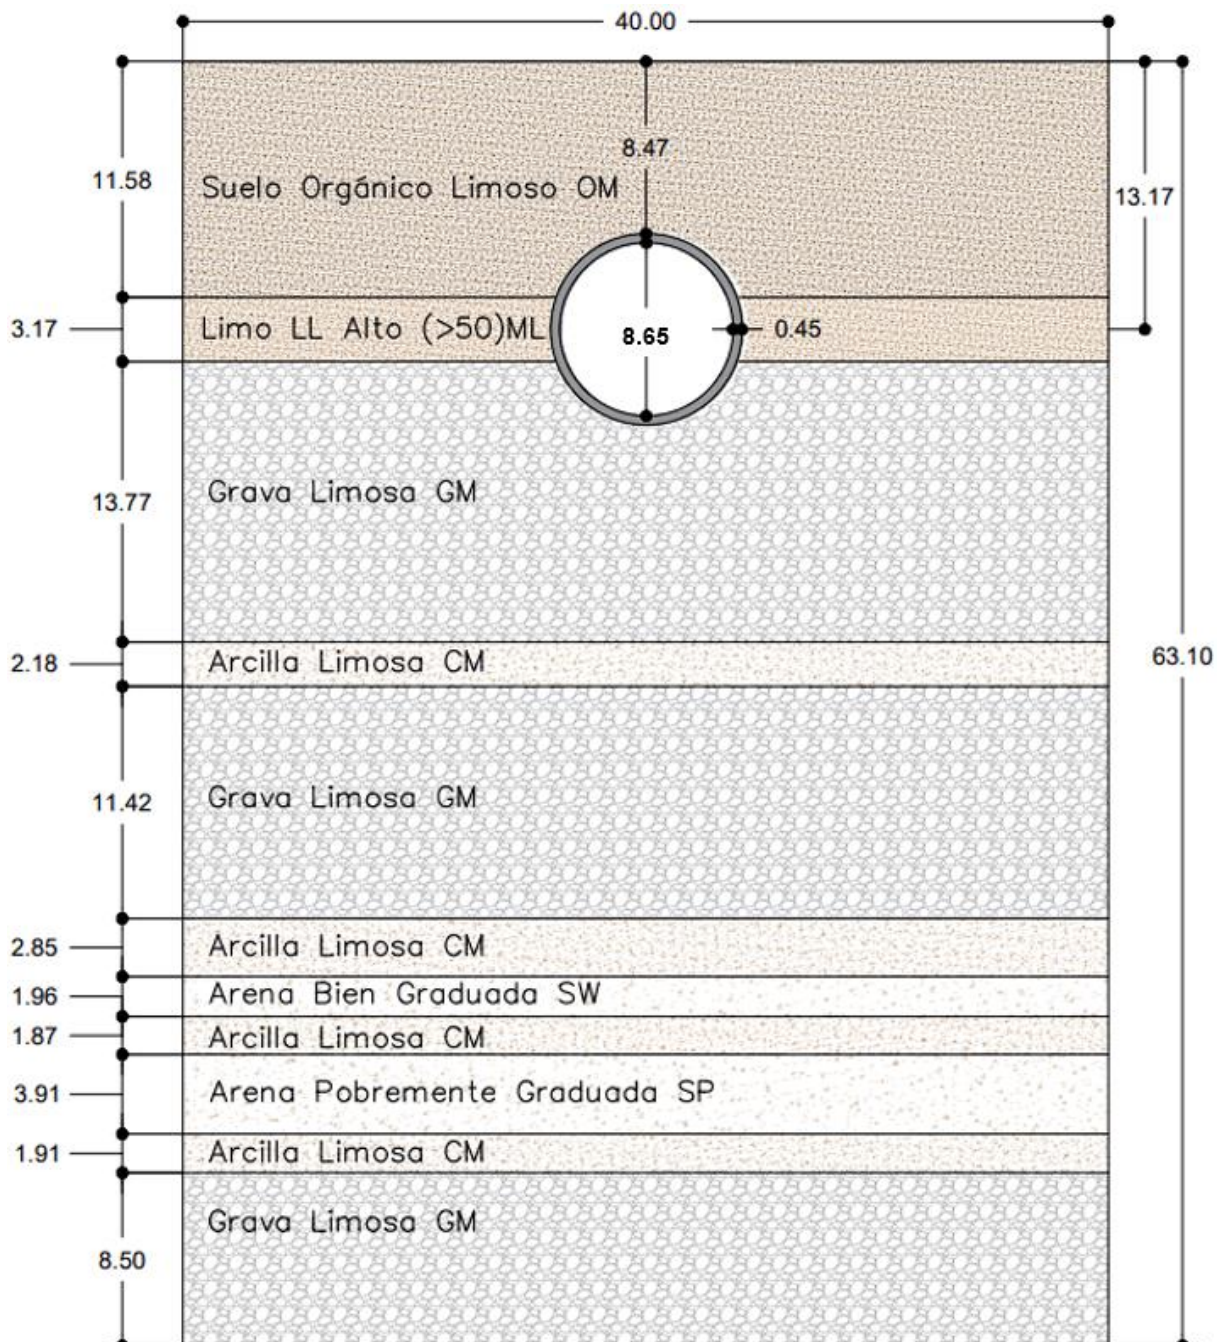 40.00
8.47
11.58
Suelo Orgánico Limoso OM
13.17
3.17
Limo LL Alto (>50)ML
8.65
0.45
Grava Limosa GM
13.77
2.18
Arcilla Limosa CM
63.10
Grava Limosa GM
11.42
2.85
Arcilla Limosa CM
1.96
Arena Bien Graduada SW
1.87
Arcilla Limosa CM
3.91
Arena Pobremente Graduada SP
1.91
Arcilla Limosa CM
Grava Limosa GM
8.50